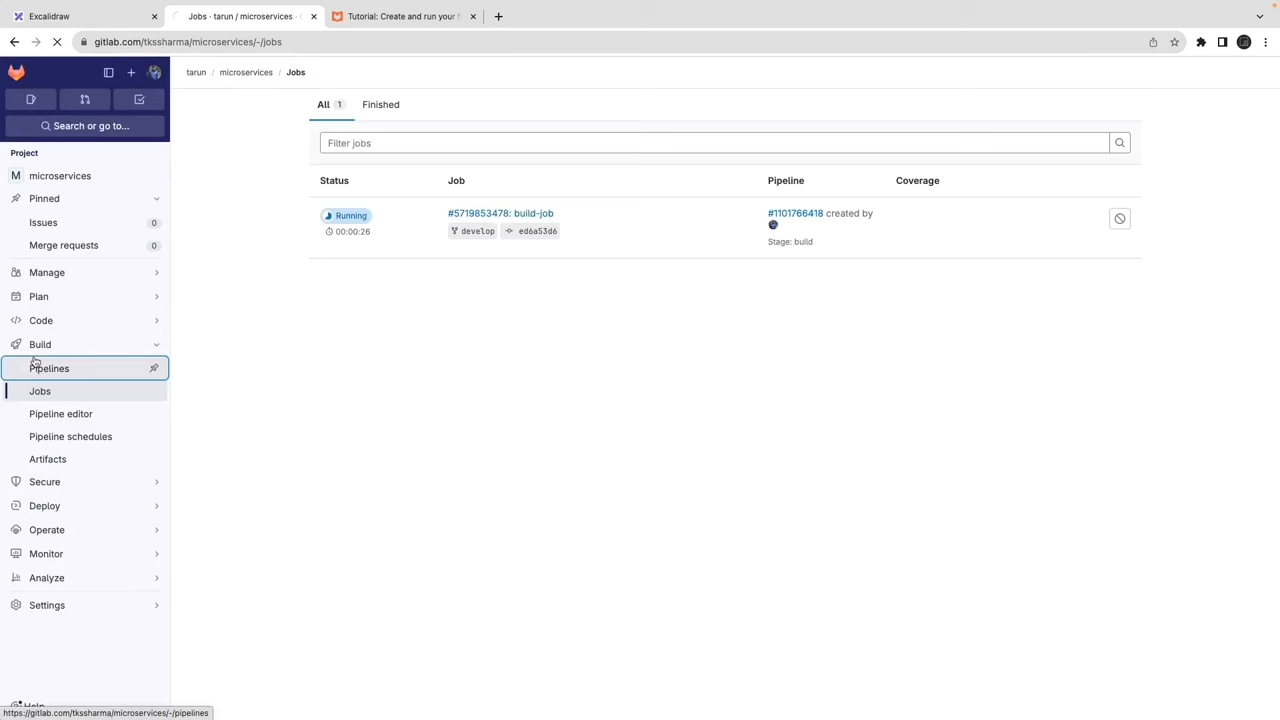 Excalidraw
Jobs · tarun / microservices ·
Tutorial: Create and run your f
gitlab.com/tkssharma/microservices/-/jobs
tarun / microservices / Jobs
Search or go to...
All 1 Finished
Filter jobs
Status Job Pipeline Coverage
Running #5719853478: build-job #1101766418 created by
00:00:26 develop ed6a53d6
Stage: build
Project
M microservices
Pinned
Issues 0
Merge requests 0
Manage
Plan
Code
Build
Pipelines
Jobs
Pipeline editor
Pipeline schedules
Artifacts
Secure
Deploy
Operate
Monitor
Analyze
Settings
Help
https://gitlab.com/tkssharma/microservices/-/pipelines